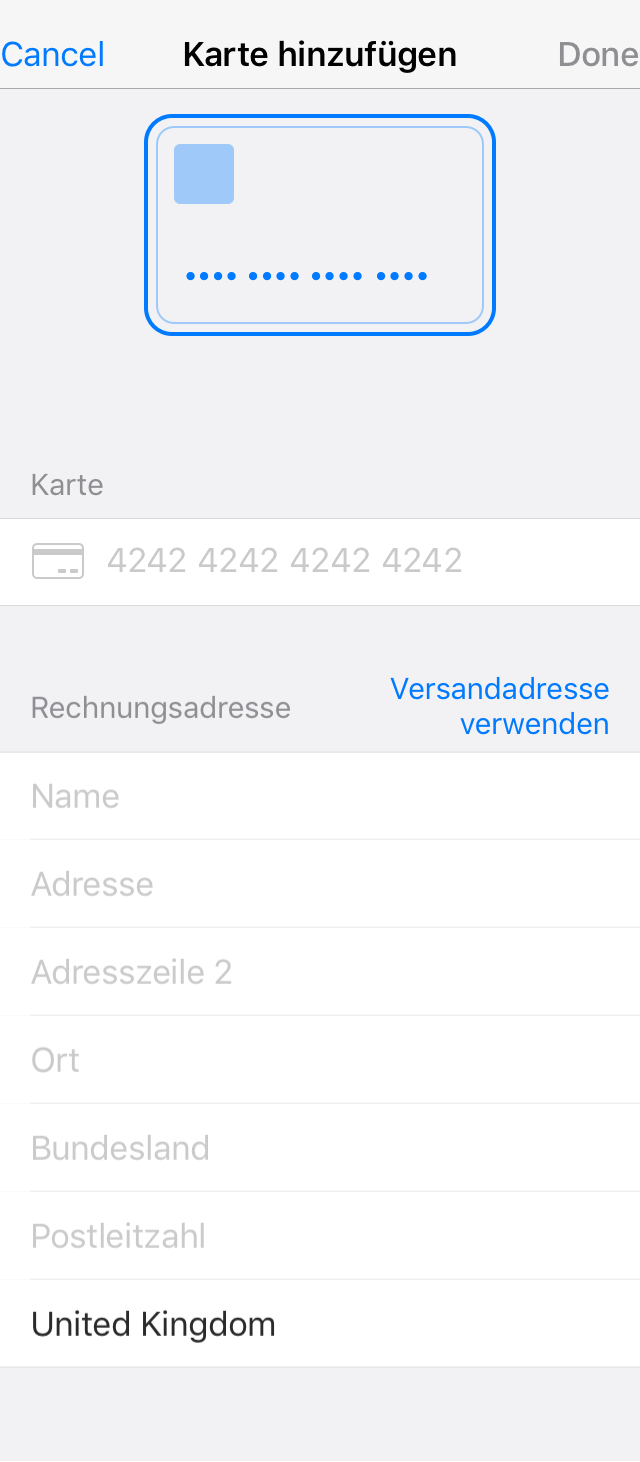 Cancel Karte hinzufügen Done
•••• •••• •••• ••••
Karte
4242 4242 4242 4242
Rechnungsadresse
Versandadresse
verwenden
Name
Adresse
Adresszeile 2
Ort
Bundesland
Postleitzahl
United Kingdom